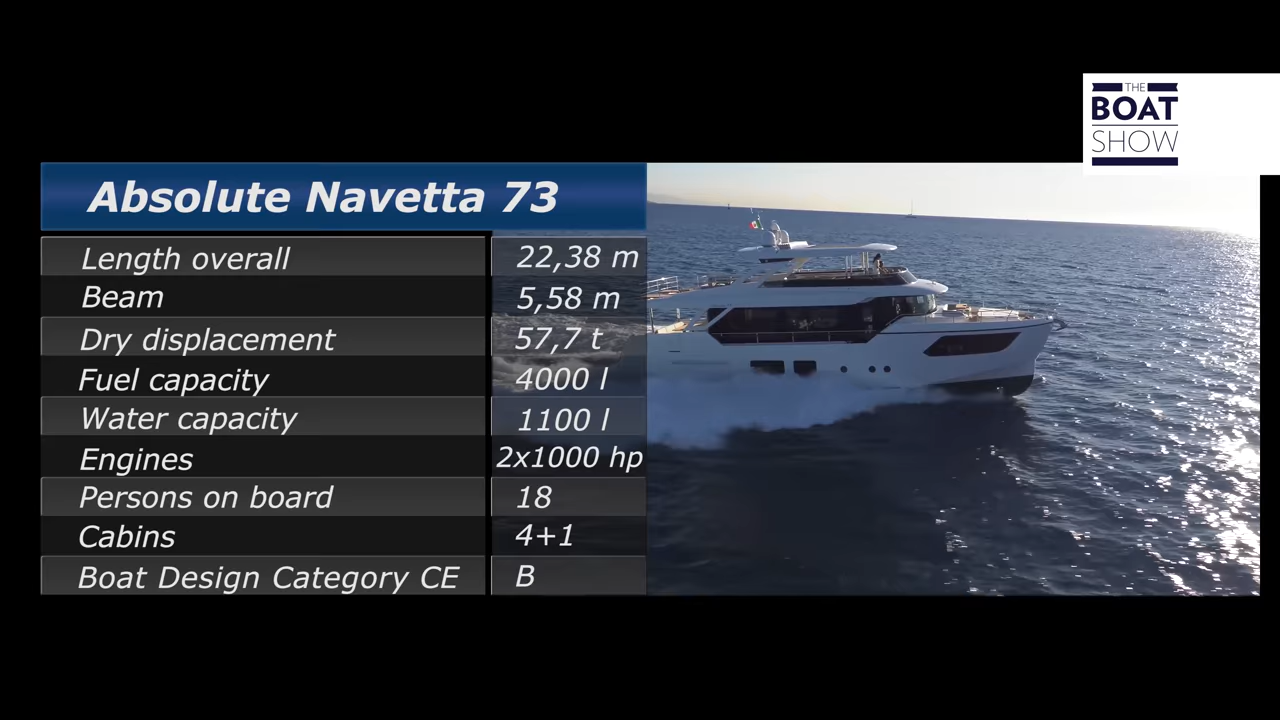 THE
BOAT
SHOW
Absolute Navetta 73
Length overall 22,38 m
Beam 5,58 m
Dry displacement 57,7 t
Fuel capacity 4000 l
Water capacity 1100 l
Engines 2x1000 hp
Persons on board 18
Cabins 4+1
Boat Design Category CE B